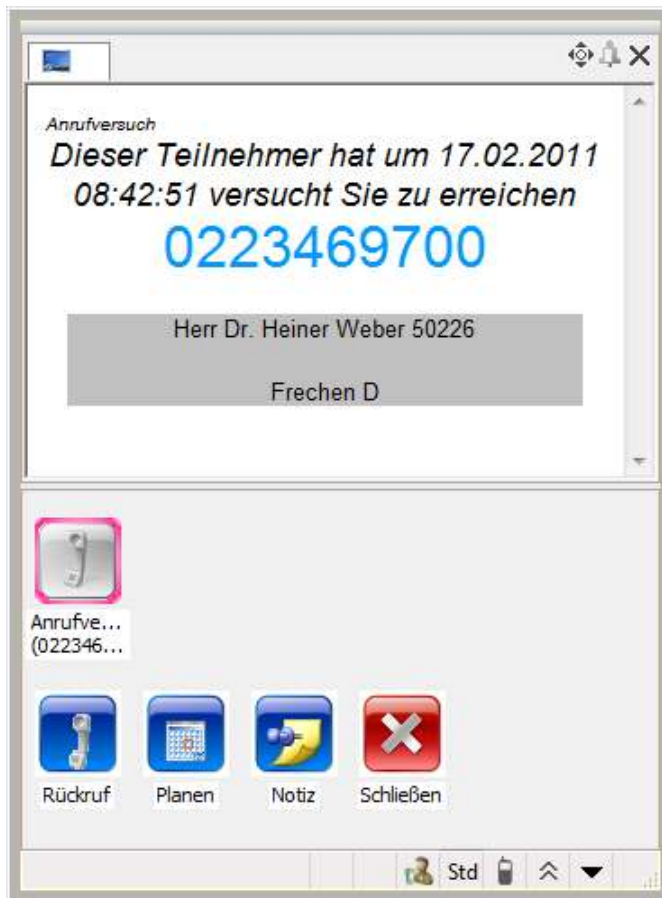 Anrufversuch
Dieser Teilnehmer hat um 17.02.2011
08:42:51 versucht Sie zu erreichen
0223469700
Herr Dr. Heiner Weber 50226
Frechen D
Anrufve...
(022346...
Rückruf Planen Notiz Schließen
Std